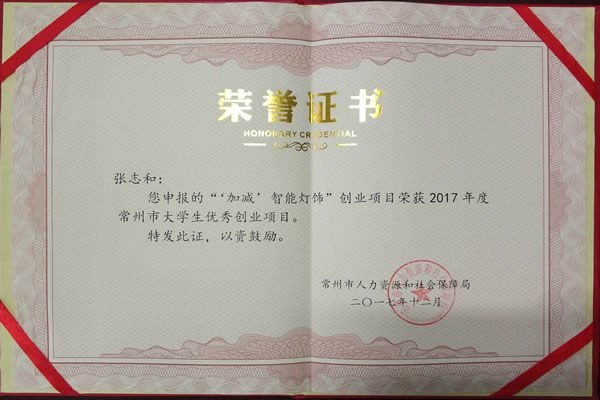 荣誉证书
HONORARY CREDENTIAL
张志和：
您申报的“‘加减’智能灯饰”创业项目荣获2017年度
常州市大学生优秀创业项目。
特发此证，以资鼓励。
常州市人力资源和社会保障局
二〇一七年十二月